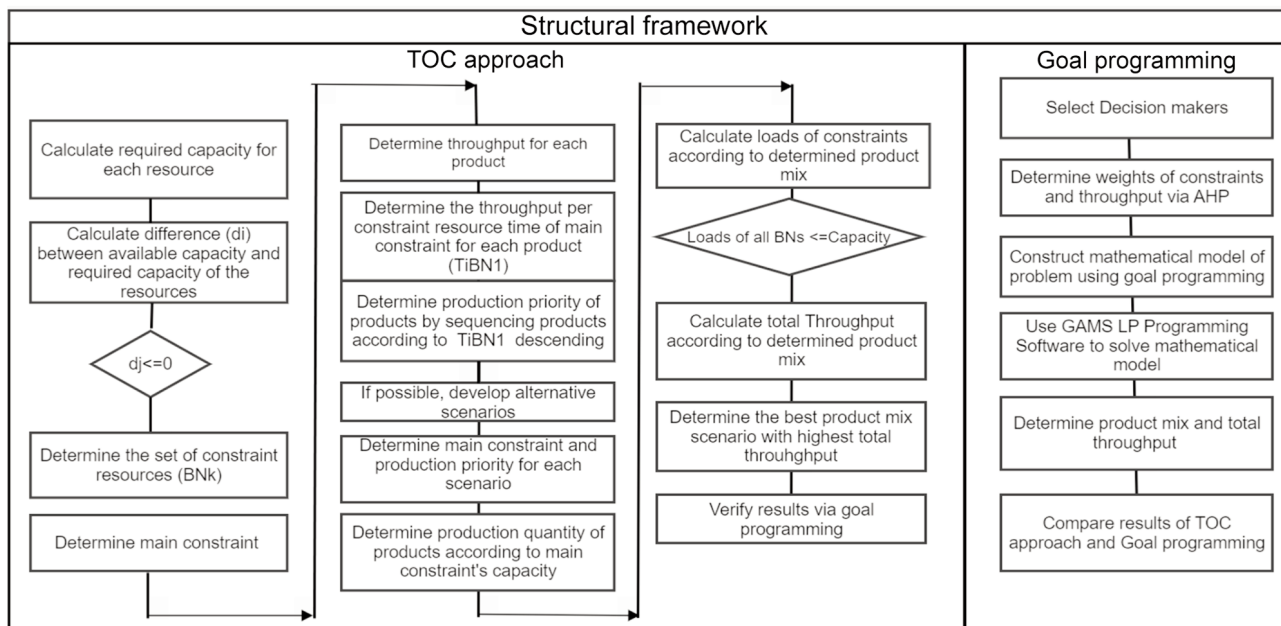 Structural framework
TOC approach
Calculate required capacity for
each resource
Calculate difference (di)
between available capacity and
required capacity of the
resources
dj<=0
Determine the set of constraint
resources (BNk)
Determine main constraint
Determine throughput for each
product
Determine the throughput per
constraint resource time of main
constraint for each product
(TiBN1)
Determine production priority of
products by sequencing products
according to TiBN1 descending
If possible, develop alternative
scenarios
Determine main constraint and
production priority for each
scenario
Determine production quantity of
products according to main
constraint's capacity
Calculate loads of constraints
according to determined product
mix
Loads of all BNs <=Capacity
Calculate total Throughput
according to determined product
mix
Determine the best product mix
scenario with highest total
throuhghput
Verify results via goal
programming
Goal programming
Select Decision makers
Determine weights of constraints
and throughput via AHP
Construct mathematical model of
problem using goal programming
Use GAMS LP Programming
Software to solve mathematical
model
Determine product mix and total
throughput
Compare results of TOC
approach and Goal programming